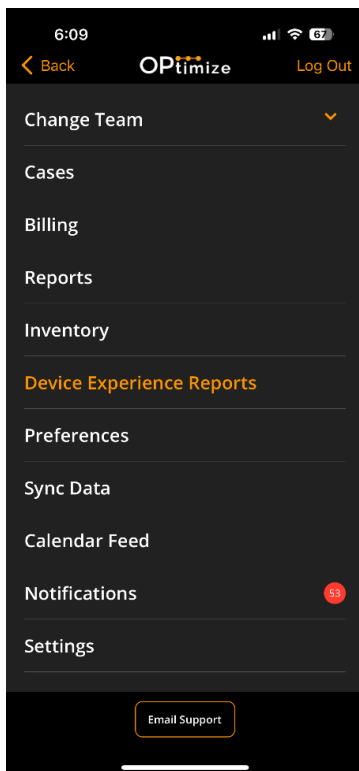 6:09
67
Back
OPtimize
Log Out
Change Team
Cases
Billing
Reports
Inventory
Device Experience Reports
Preferences
Sync Data
Calendar Feed
Notifications
53
Settings
Email Support